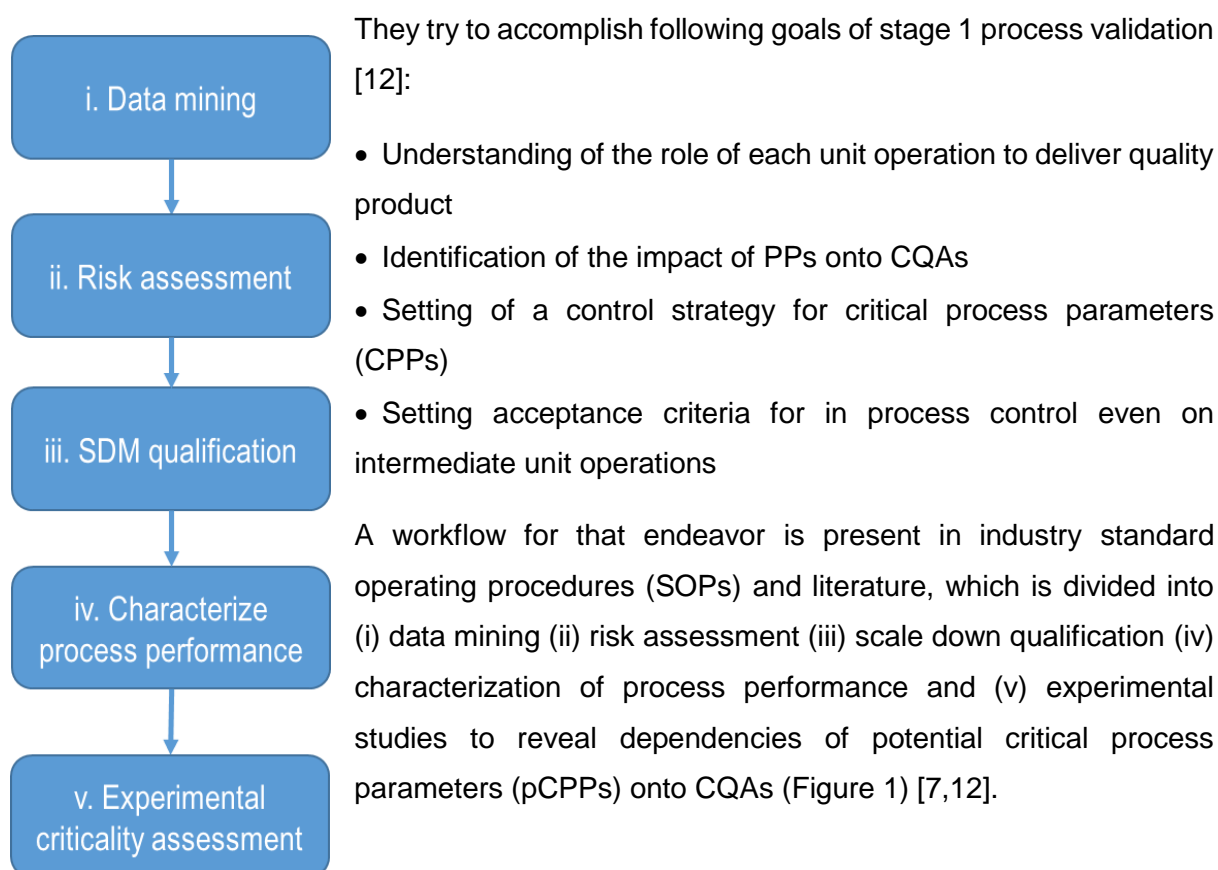 i. Data mining
ii. Risk assessment
iii. SDM qualification
iv. Characterize
process performance
v. Experimental
criticality assessment
They try to accomplish following goals of stage 1 process validation
[12]:
• Understanding of the role of each unit operation to deliver quality
product
• Identification of the impact of PPs onto CQAs
• Setting of a control strategy for critical process parameters
(CPPs)
• Setting acceptance criteria for in process control even on
intermediate unit operations
A workflow for that endeavor is present in industry standard
operating procedures (SOPs) and literature, which is divided into
(i) data mining (ii) risk assessment (iii) scale down qualification (iv)
characterization of process performance and (v) experimental
studies to reveal dependencies of potential critical process
parameters (pCPPs) onto CQAs (Figure 1) [7,12].